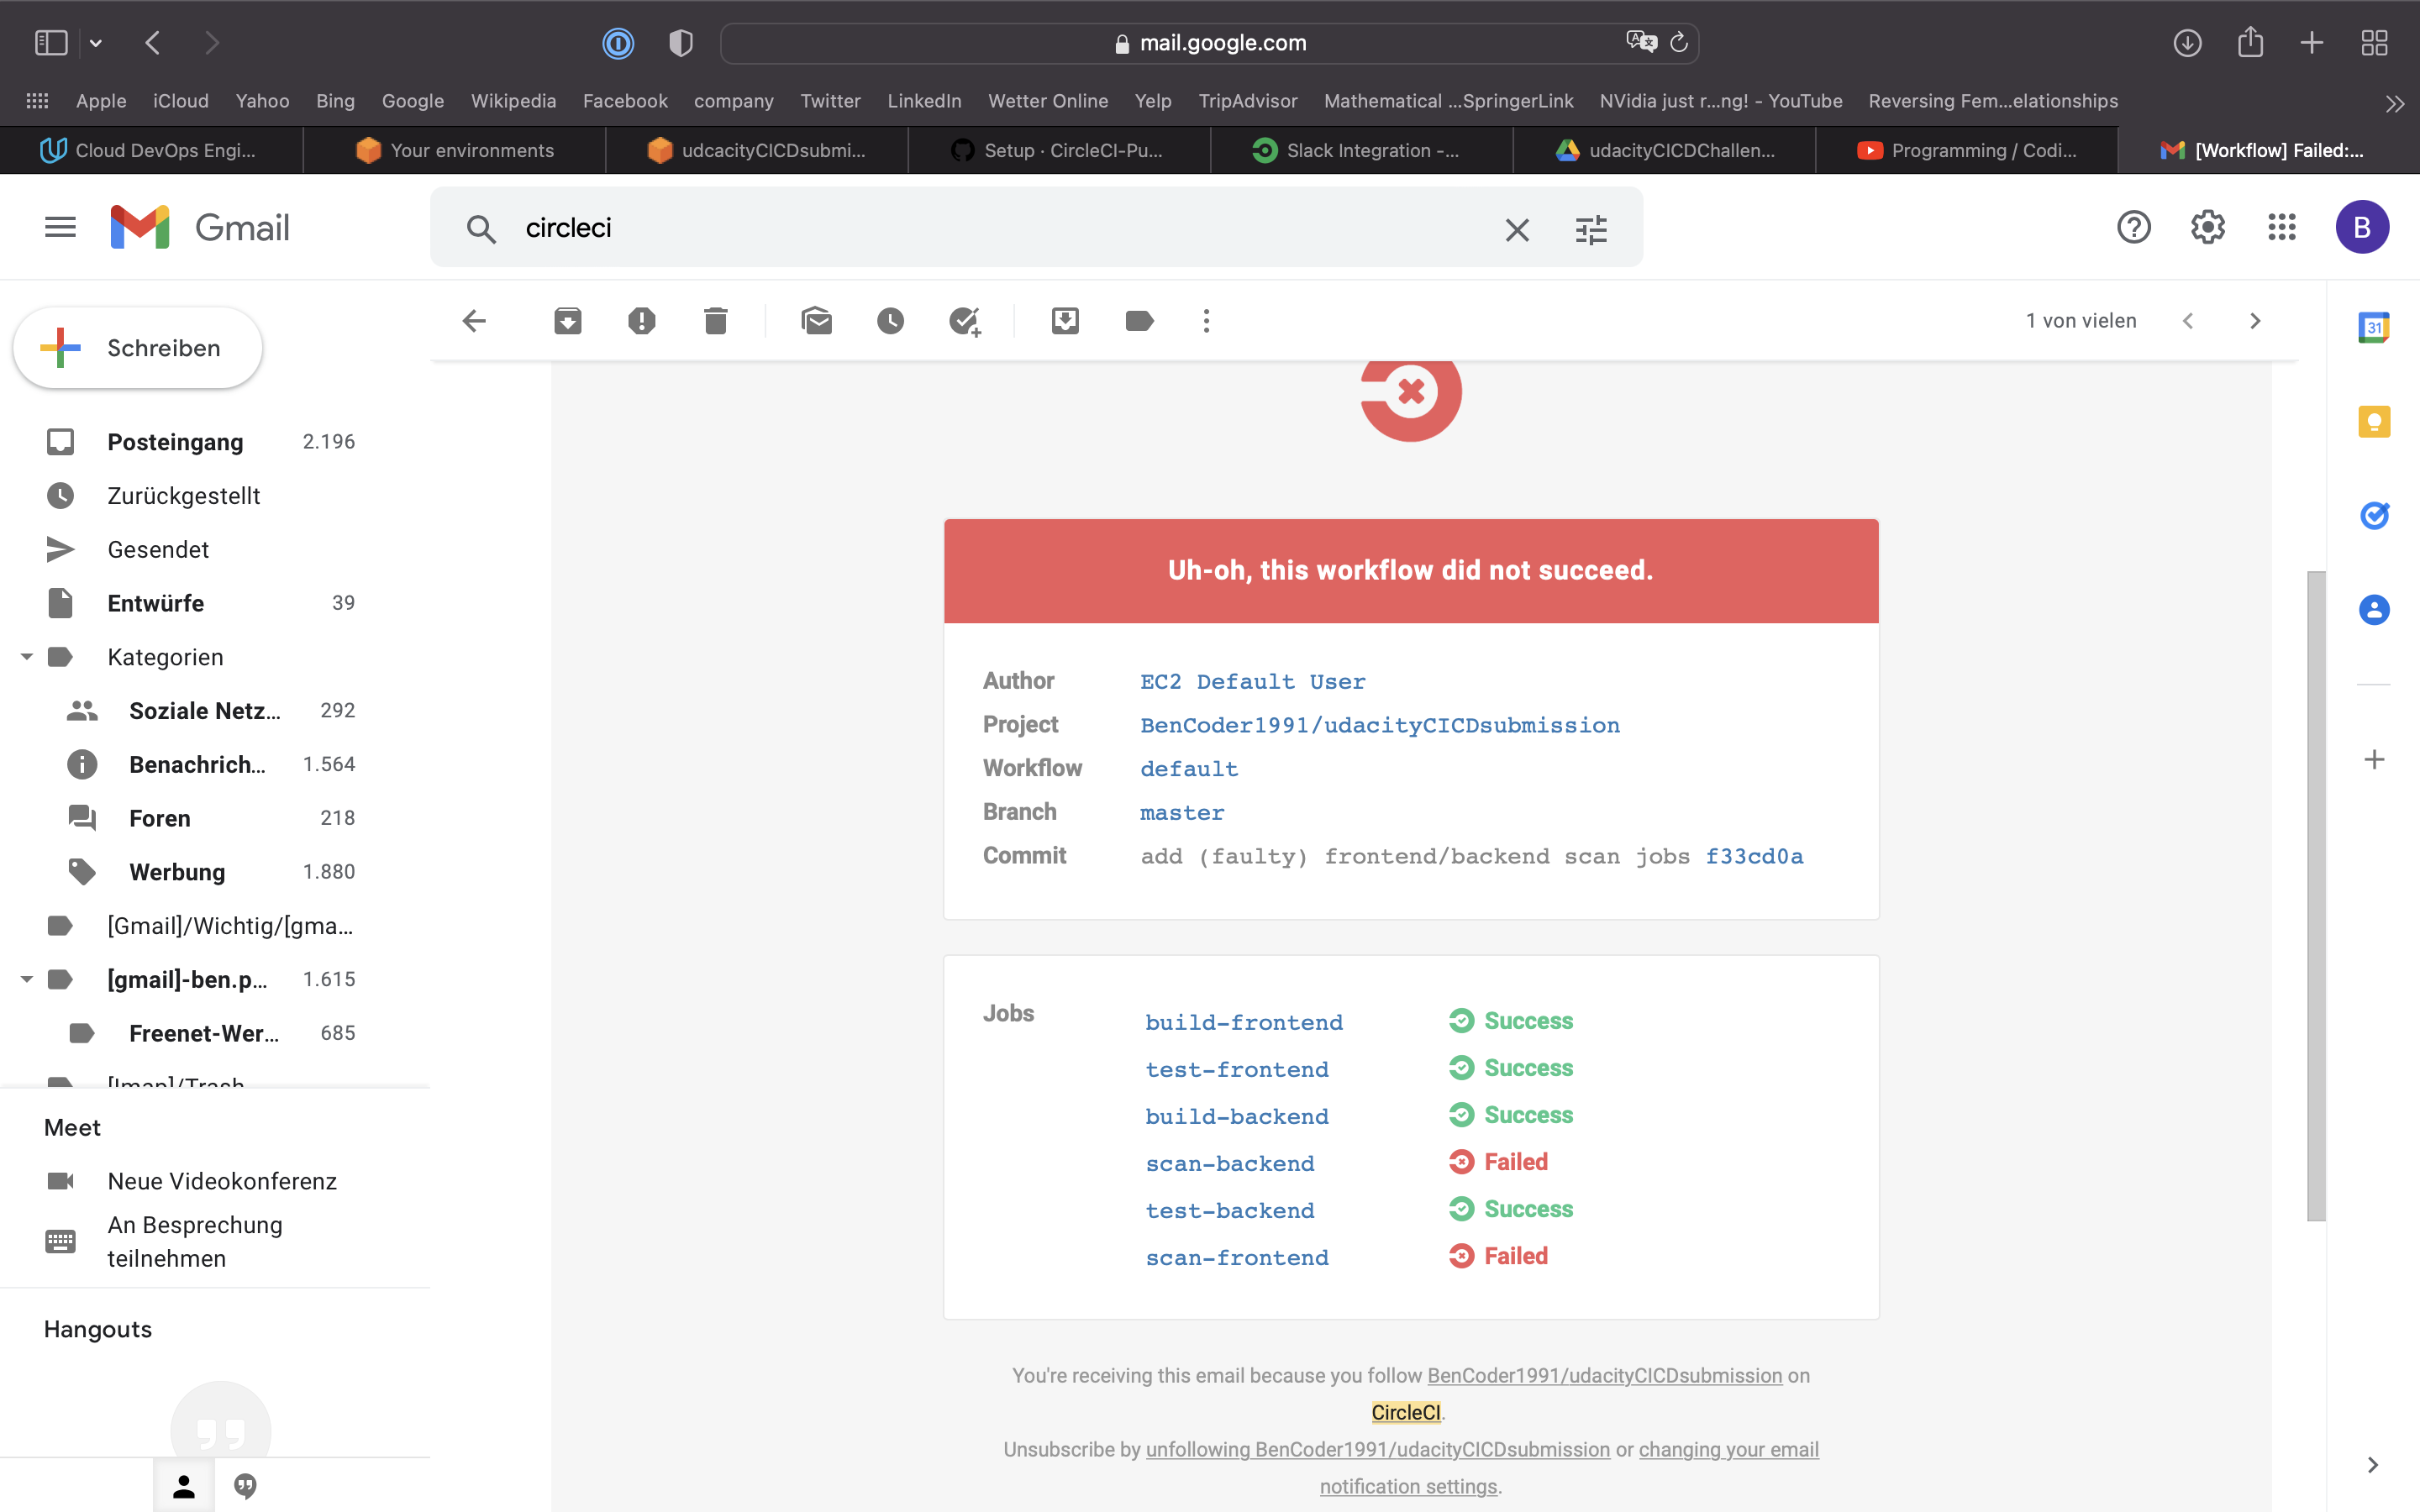 mail.google.com
Apple iCloud Yahoo Bing Google Wikipedia Facebook company Twitter LinkedIn Wetter Online Yelp TripAdvisor Mathematical ...SpringerLink NVidia just r...ng! - YouTube Reversing Fem...elationships
Cloud DevOps Engi... Your environments udcacityCICDsubmi... Setup · CircleCI-Pu... Slack Integration -... udacityCICDChallen... Programming / Codi... [Workflow] Failed:...
Gmail circleci B
Schreiben 1 von vielen 31
Posteingang 2.196
Zurückgestellt
Gesendet
Entwürfe 39
Kategorien
Soziale Netz... 292
Benachrich... 1.564
Foren 218
Werbung 1.880
[Gmail]/Wichtig/[gma...
[gmail]-ben.p... 1.615
Freenet-Wer... 685
[Imap]/Trash
Meet
Neue Videokonferenz
An Besprechung
teilnehmen
Hangouts
Uh-oh, this workflow did not succeed.
Author EC2 Default User
Project BenCoder1991/udacityCICDsubmission
Workflow default
Branch master
Commit add (faulty) frontend/backend scan jobs f33cd0a
Jobs build-frontend Success
test-frontend Success
build-backend Success
scan-backend Failed
test-backend Success
scan-frontend Failed
You're receiving this email because you follow BenCoder1991/udacityCICDsubmission on
CircleCI.
Unsubscribe by unfollowing BenCoder1991/udacityCICDsubmission or changing your email
notification settings.